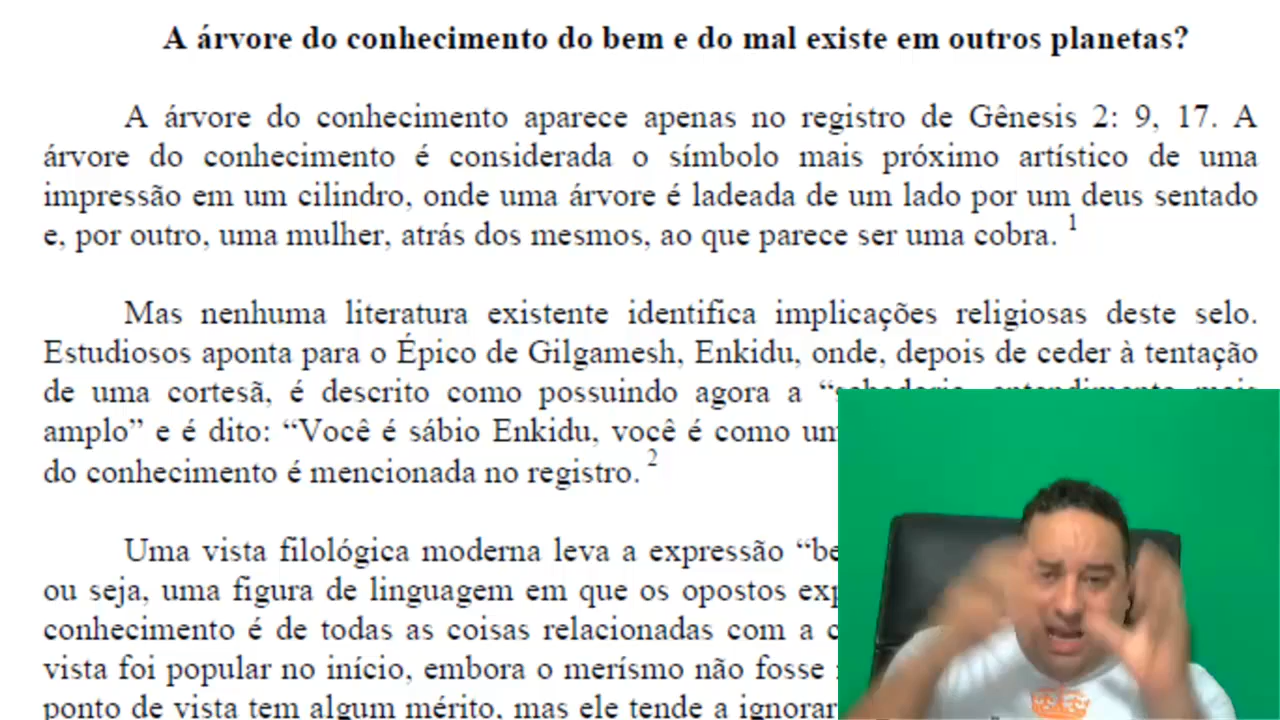 A árvore do conhecimento do bem e do mal existe em outros planetas?
A árvore do conhecimento aparece apenas no registro de Gênesis 2: 9, 17. A
árvore do conhecimento é considerada o símbolo mais próximo artístico de uma
impressão em um cilindro, onde uma árvore é ladeada de um lado por um deus sentado
e, por outro, uma mulher, atrás dos mesmos, ao que parece ser uma cobra. 1
Mas nenhuma literatura existente identifica implicações religiosas deste selo.
Estudiosos aponta para o Épico de Gilgamesh, Enkidu, onde, depois de ceder à tentação
de uma cortesã, é descrito como possuindo agora a
amplo” e é dito: “Você é sábio Enkidu, você é como um
do conhecimento é mencionada no registro. 2
Uma vista filológica moderna leva a expressão “be
ou seja, uma figura de linguagem em que os opostos exp
conhecimento é de todas as coisas relacionadas com a
vista foi popular no início, embora o merísmo não fosse
ponto de vista tem algum mérito, mas ele tende a ignorar